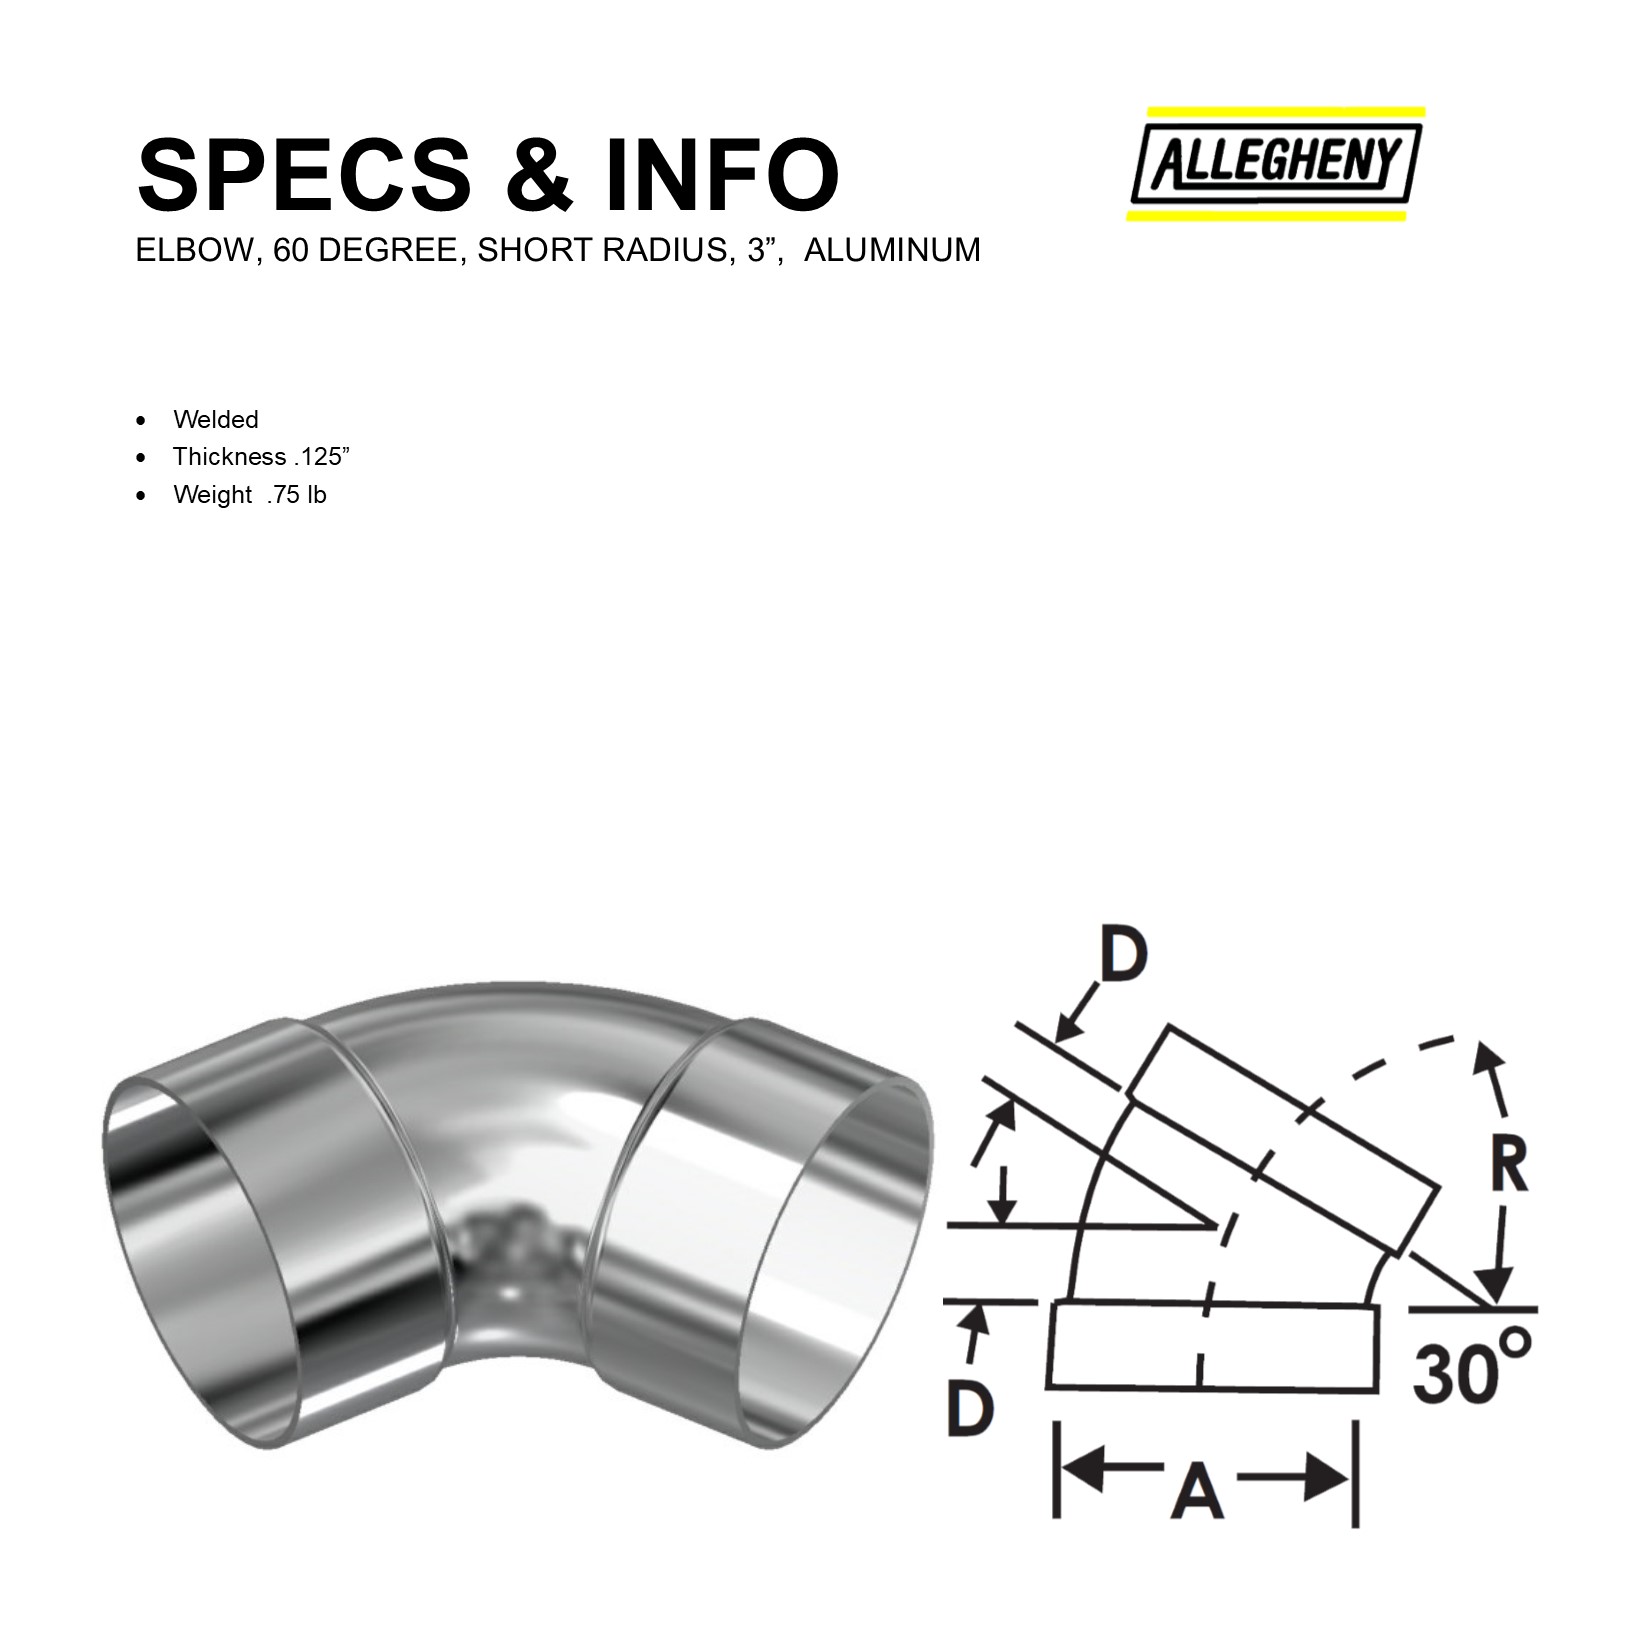 SPECS & INFO
ALLEGHENY
ELBOW, 60 DEGREE, SHORT RADIUS, 3”,  ALUMINUM
•    Welded
•    Thickness .125”
•    Weight  .75 lb
D
R
D
30°
A